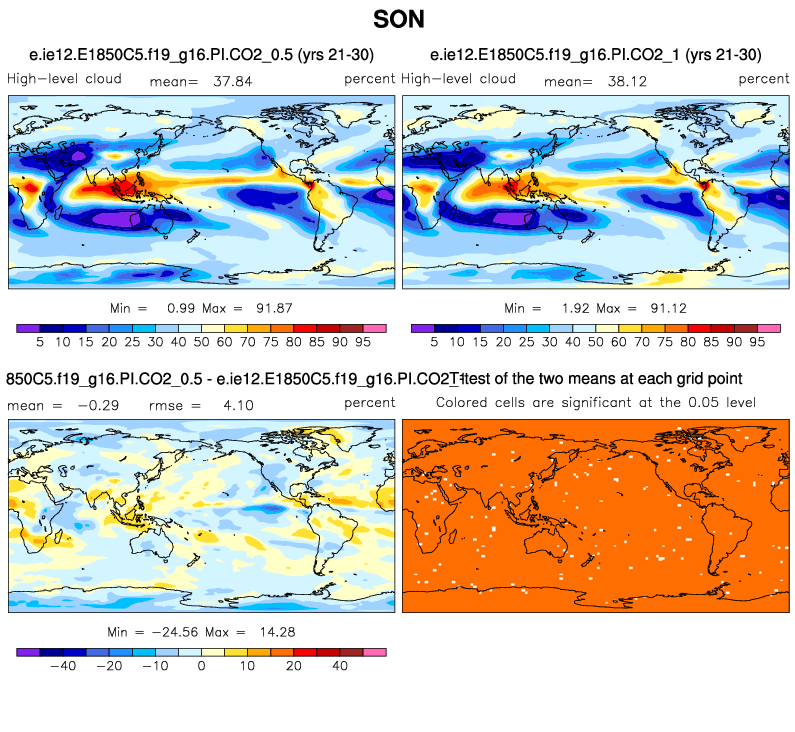 SON
e.ie12.E1850C5.f19_g16.PI.CO2_0.5 (yrs 21-30)
High-level cloud mean= 37.84 percent
Min = 0.99 Max = 91.87
5 10 15 20 25 30 40 50 60 70 75 80 85 90 95
e.ie12.E1850C5.f19_g16.PI.CO2_1 (yrs 21-30)
High-level cloud mean= 38.12 percent
Min = 1.92 Max = 91.12
5 10 15 20 25 30 40 50 60 70 75 80 85 90 95
850C5.f19_g16.PI.CO2_0.5 - e.ie12.E1850C5.f19_g16.PI.CO2_
mean = -0.29 rmse = 4.10 percent
Min = -24.56 Max = 14.28
-40 -20 -10 0 10 20 40
T-test of the two means at each grid point
Colored cells are significant at the 0.05 level